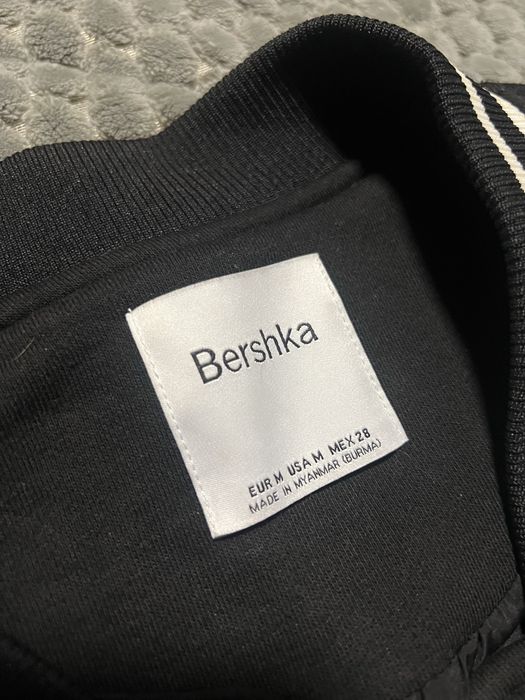 Bershka
EUR M USA M MEX 28
MADE IN MYANMAR (BURMA)